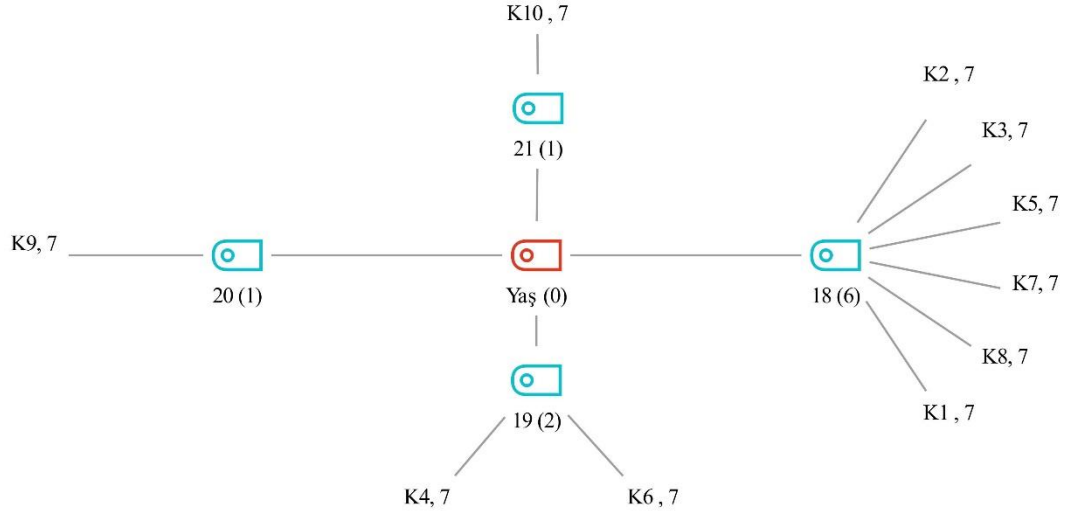 K10 , 7
K2 , 7
K3, 7
21 (1)
K5, 7
K9, 7
K7, 7
20 (1)
Yaş (0)
18 (6)
K8, 7
K1 , 7
19 (2)
K4, 7
K6 , 7